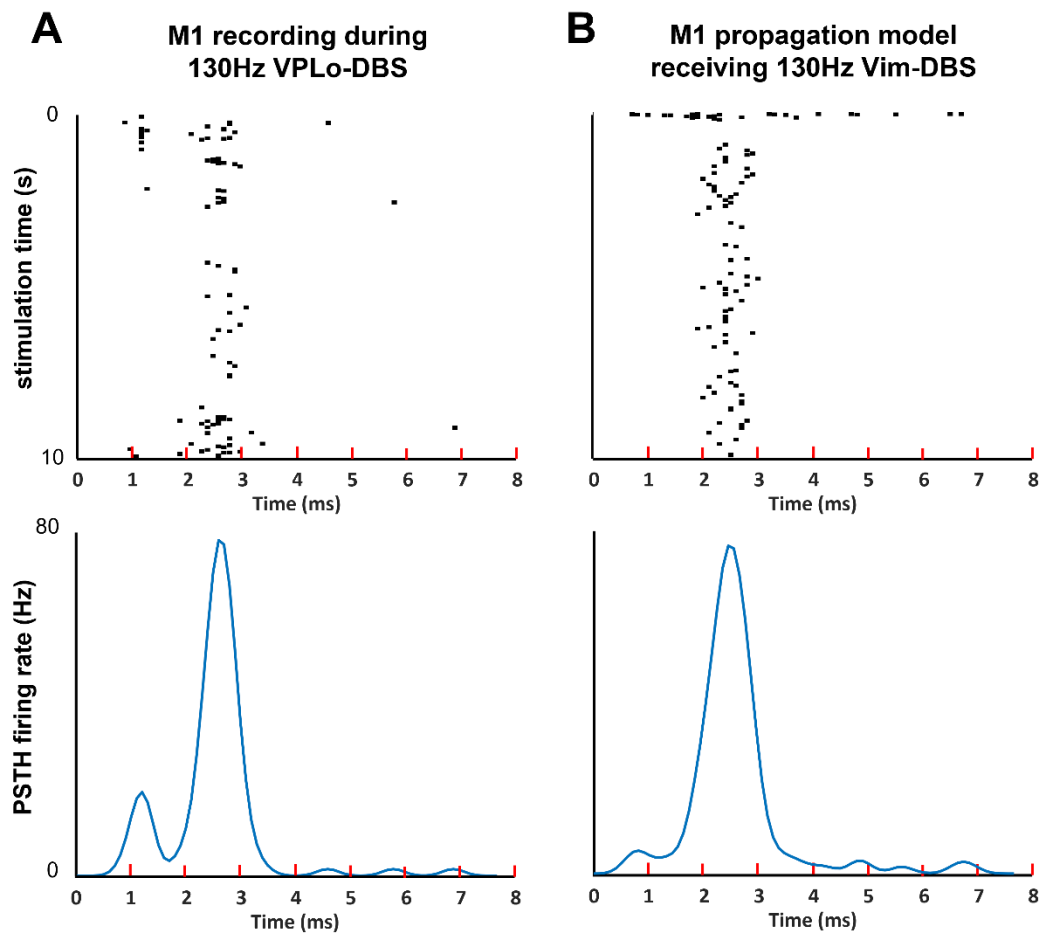 A
M1 recording during
130Hz VPLo-DBS
B
M1 propagation model
receiving 130Hz Vim-DBS
stimulation time (s)
0
10
0 1 2 3 4 5 6 7 8
Time (ms)
0 1 2 3 4 5 6 7 8
Time (ms)
PSTH firing rate (Hz)
80
0
0 1 2 3 4 5 6 7 8
Time (ms)
0 1 2 3 4 5 6 7 8
Time (ms)